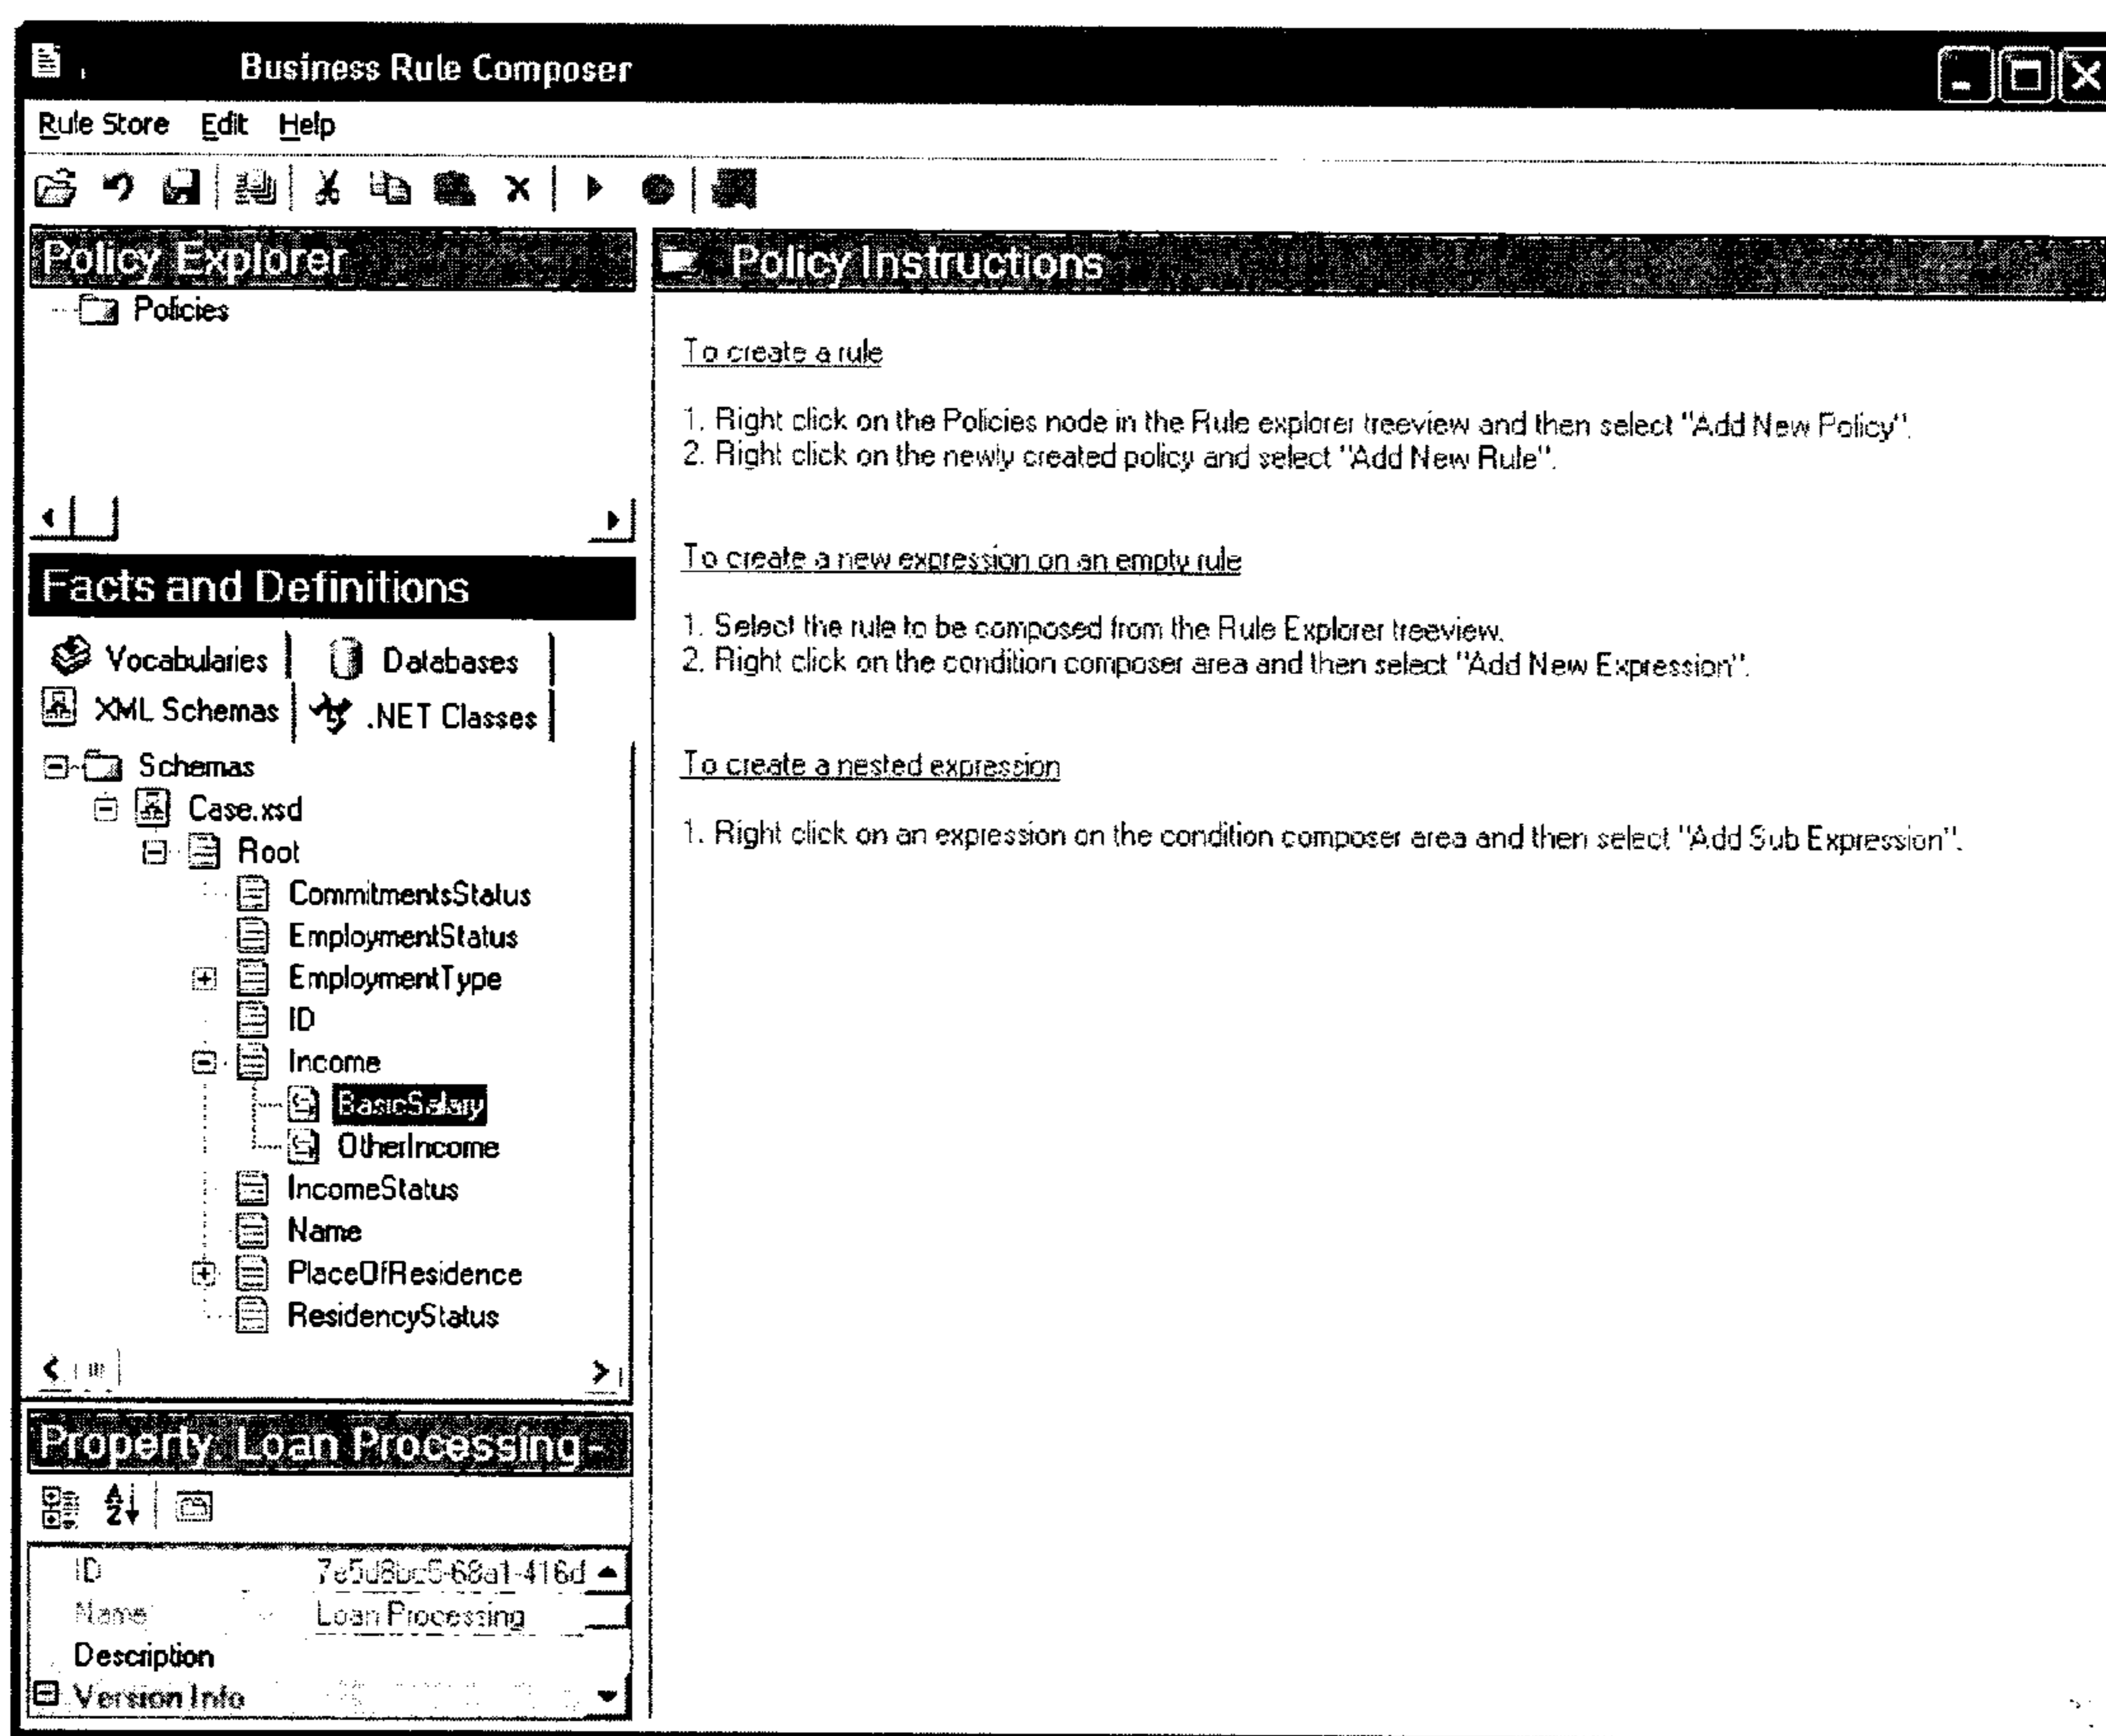 Business Rule Composer
Rule Store Edit Help
Policy Explorer
Policies
Facts and Definitions
Vocabularies Databases
XML Schemas .NET Classes
Schemas
Case.xsd
Root
CommitmentsStatus
EmploymentStatus
EmploymentType
ID
Income
BasicSalary
OtherIncome
IncomeStatus
Name
PlaceOfResidence
ResidencyStatus
Property: Loan Processing -
ID 7e5d8bc5-68a1-416d
Name Loan Processing
Description
Version Info
Policy Instructions
To create a rule
1. Right click on the Policies node in the Rule explorer treeview and then select "Add New Policy".
2. Right click on the newly created policy and select "Add New Rule".
To create a new expression on an empty rule
1. Select the rule to be composed from the Rule Explorer treeview.
2. Right click on the condition composer area and then select "Add New Expression".
To create a nested expression
1. Right click on an expression on the condition composer area and then select "Add Sub Expression".